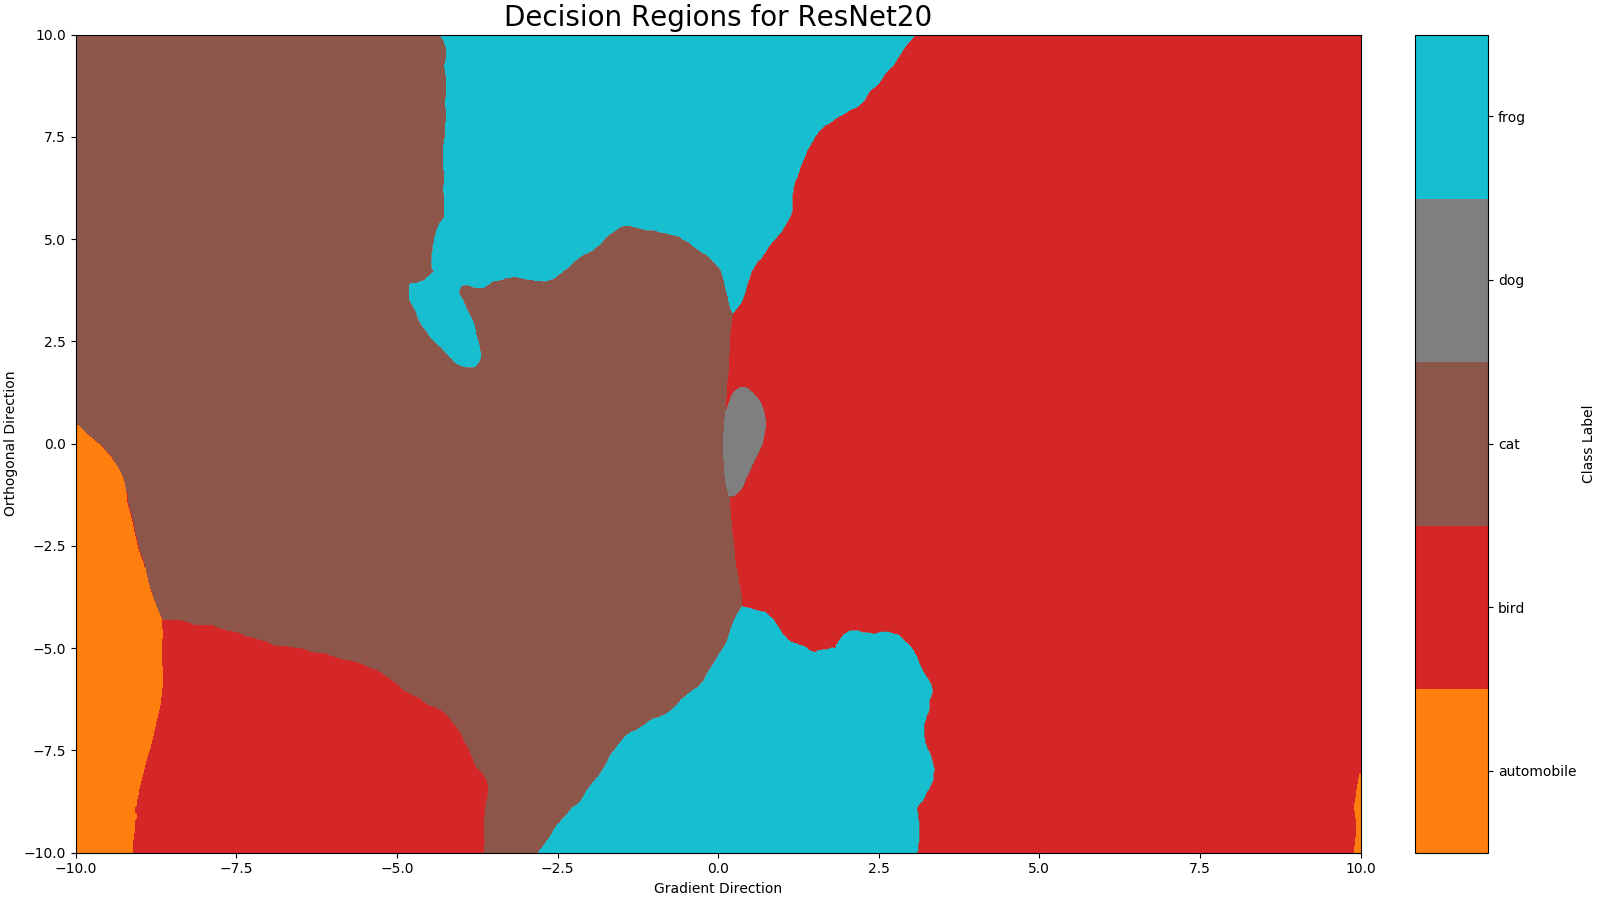 Decision Regions for ResNet20
10.0
7.5
5.0
2.5
0.0
−2.5
−5.0
−7.5
−10.0
Orthogonal Direction
−10.0 −7.5 −5.0 −2.5 0.0 2.5 5.0 7.5 10.0
Gradient Direction
frog
dog
cat
bird
automobile
Class Label